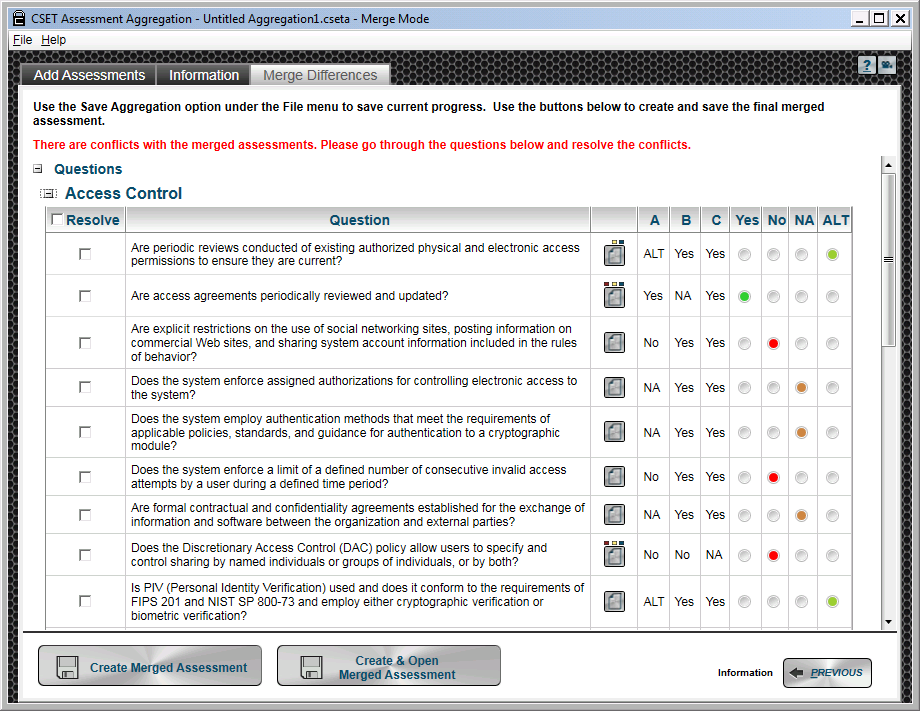 CSET Assessment Aggregation - Untitled Aggregation1.cseta - Merge Mode
File Help
Add Assessments Information Merge Differences ?
Use the Save Aggregation option under the File menu to save current progress. Use the buttons below to create and save the final merged
assessment.
There are conflicts with the merged assessments. Please go through the questions below and resolve the conflicts.
Questions
Access Control
Resolve Question A B C Yes No NA ALT
Are periodic reviews conducted of existing authorized physical and electronic access
permissions to ensure they are current?
ALT Yes Yes
Are access agreements periodically reviewed and updated?
Yes NA Yes
Are explicit restrictions on the use of social networking sites, posting information on
commercial Web sites, and sharing system account information included in the rules
of behavior?
No Yes Yes
Does the system enforce assigned authorizations for controlling electronic access to
the system?
NA Yes Yes
Does the system employ authentication methods that meet the requirements of
applicable policies, standards, and guidance for authentication to a cryptographic
module?
NA Yes Yes
Does the system enforce a limit of a defined number of consecutive invalid access
attempts by a user during a defined time period?
No Yes Yes
Are formal contractual and confidentiality agreements established for the exchange of
information and software between the organization and external parties?
NA Yes Yes
Does the Discretionary Access Control (DAC) policy allow users to specify and
control sharing by named individuals or groups of individuals, or by both?
No No NA
Is PIV (Personal Identity Verification) used and does it conform to the requirements of
FIPS 201 and NIST SP 800-73 and employ either cryptographic verification or
biometric verification?
ALT Yes Yes
Create Merged Assessment
Create & Open
Merged Assessment
Information
PREVIOUS